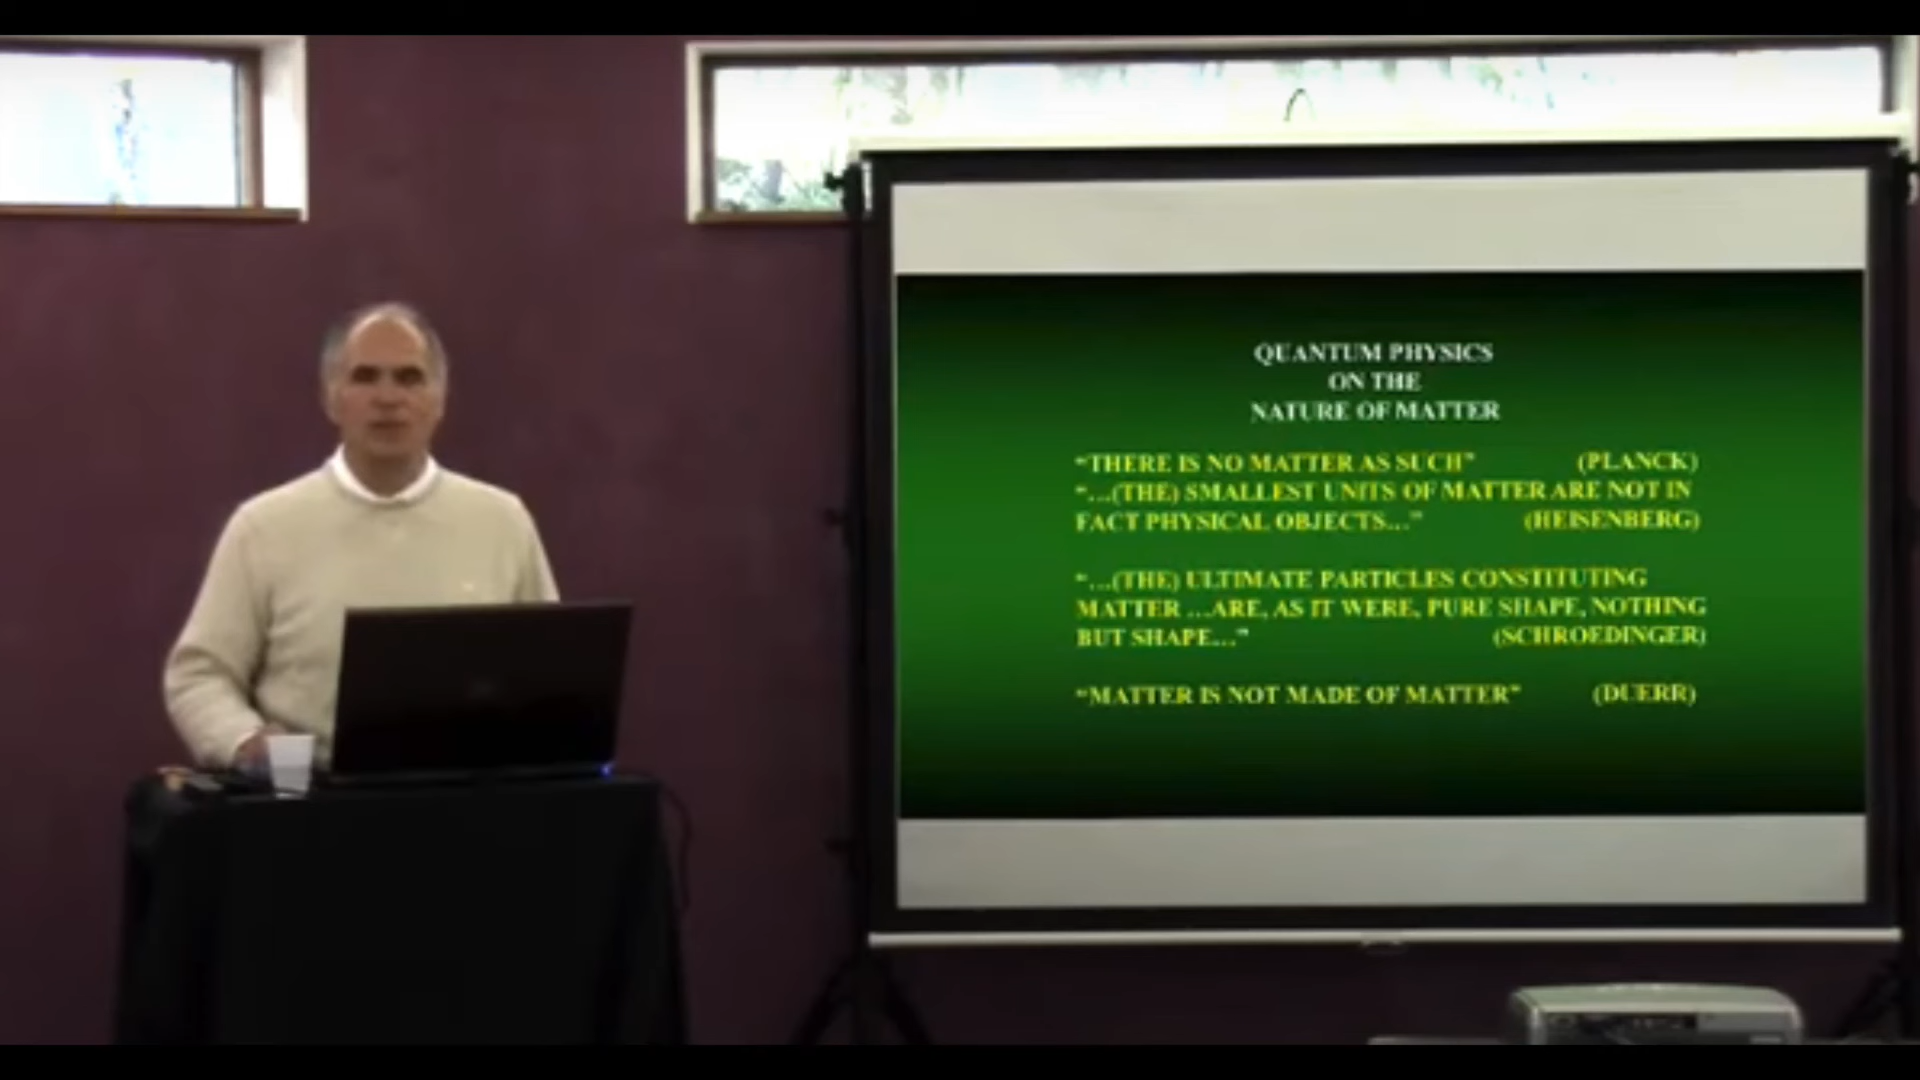 QUANTUM PHYSICS
ON THE
NATURE OF MATTER
“THERE IS NO MATTER AS SUCH” (PLANCK)
“...(THE) SMALLEST UNITS OF MATTER ARE NOT IN
FACT PHYSICAL OBJECTS...” (HEISENBERG)
“...(THE) ULTIMATE PARTICLES CONSTITUTING
MATTER ...ARE, AS IT WERE, PURE SHAPE, NOTHING
BUT SHAPE...” (SCHROEDINGER)
“MATTER IS NOT MADE OF MATTER” (DUERR)